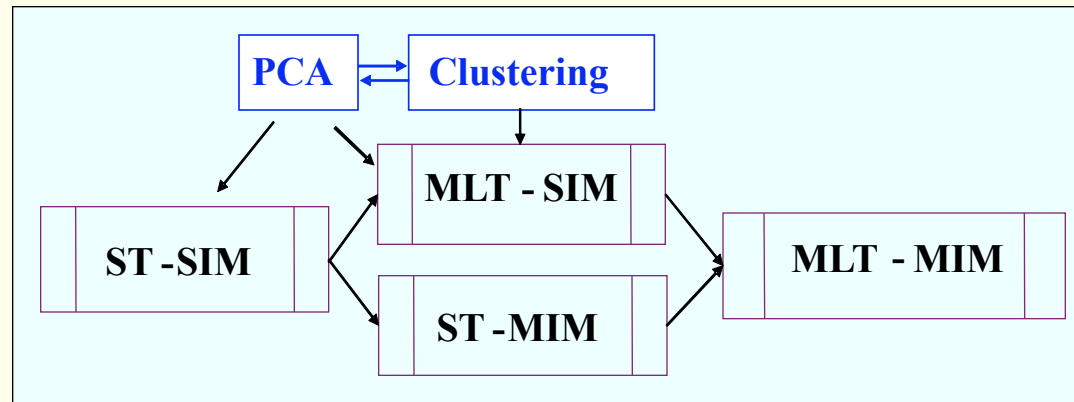 PCA
Clustering
MLT - SIM
ST -SIM
MLT - MIM
ST -MIM